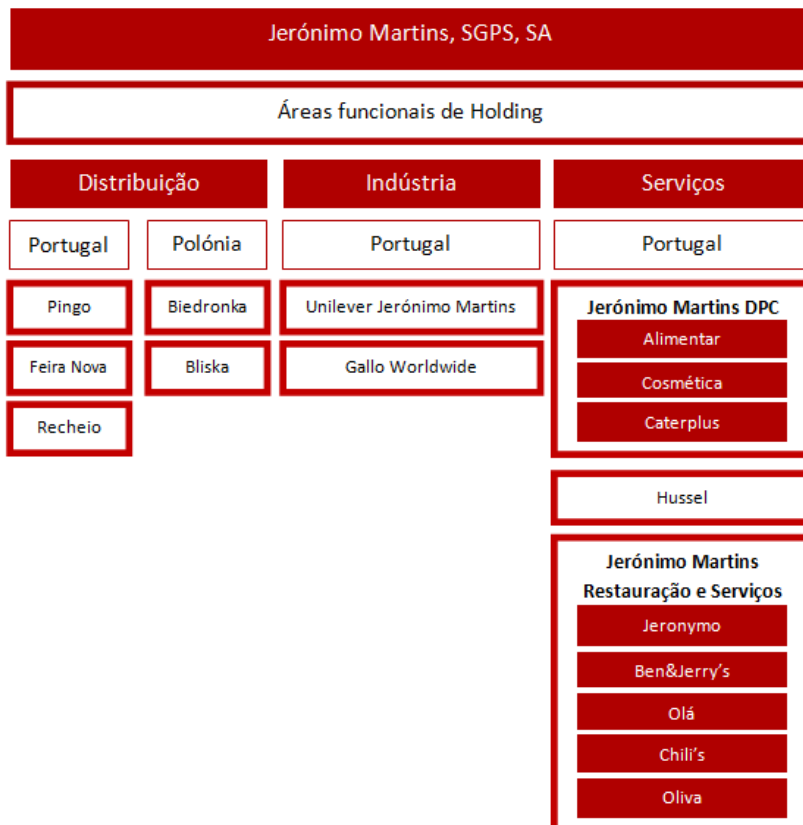 Jerónimo Martins, SGPS, SA
Áreas funcionais de Holding
Distribuição
Indústria
Serviços
Portugal
Polónia
Portugal
Portugal
Pingo
Feira Nova
Recheio
Biedronka
Bliska
Unilever Jerónimo Martins
Gallo Worldwide
Jerónimo Martins DPC
Alimentar
Cosmética
Caterplus
Hussel
Jerónimo Martins
Restauração e Serviços
Jeronymo
Ben&Jerry’s
Olá
Chili’s
Oliva